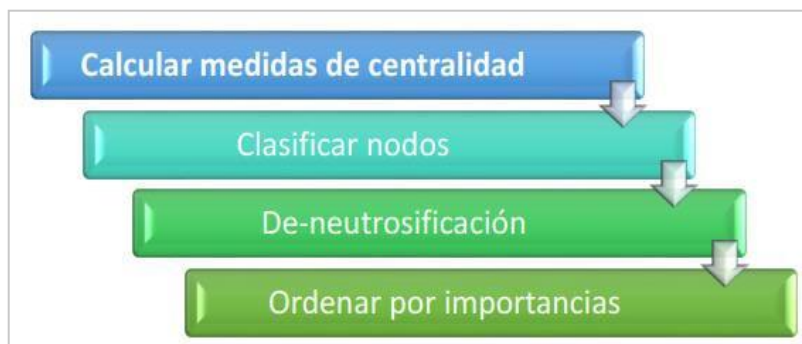 Calcular medidas de centralidad
Clasificar nodos
De-neutrosificación
Ordenar por importancias